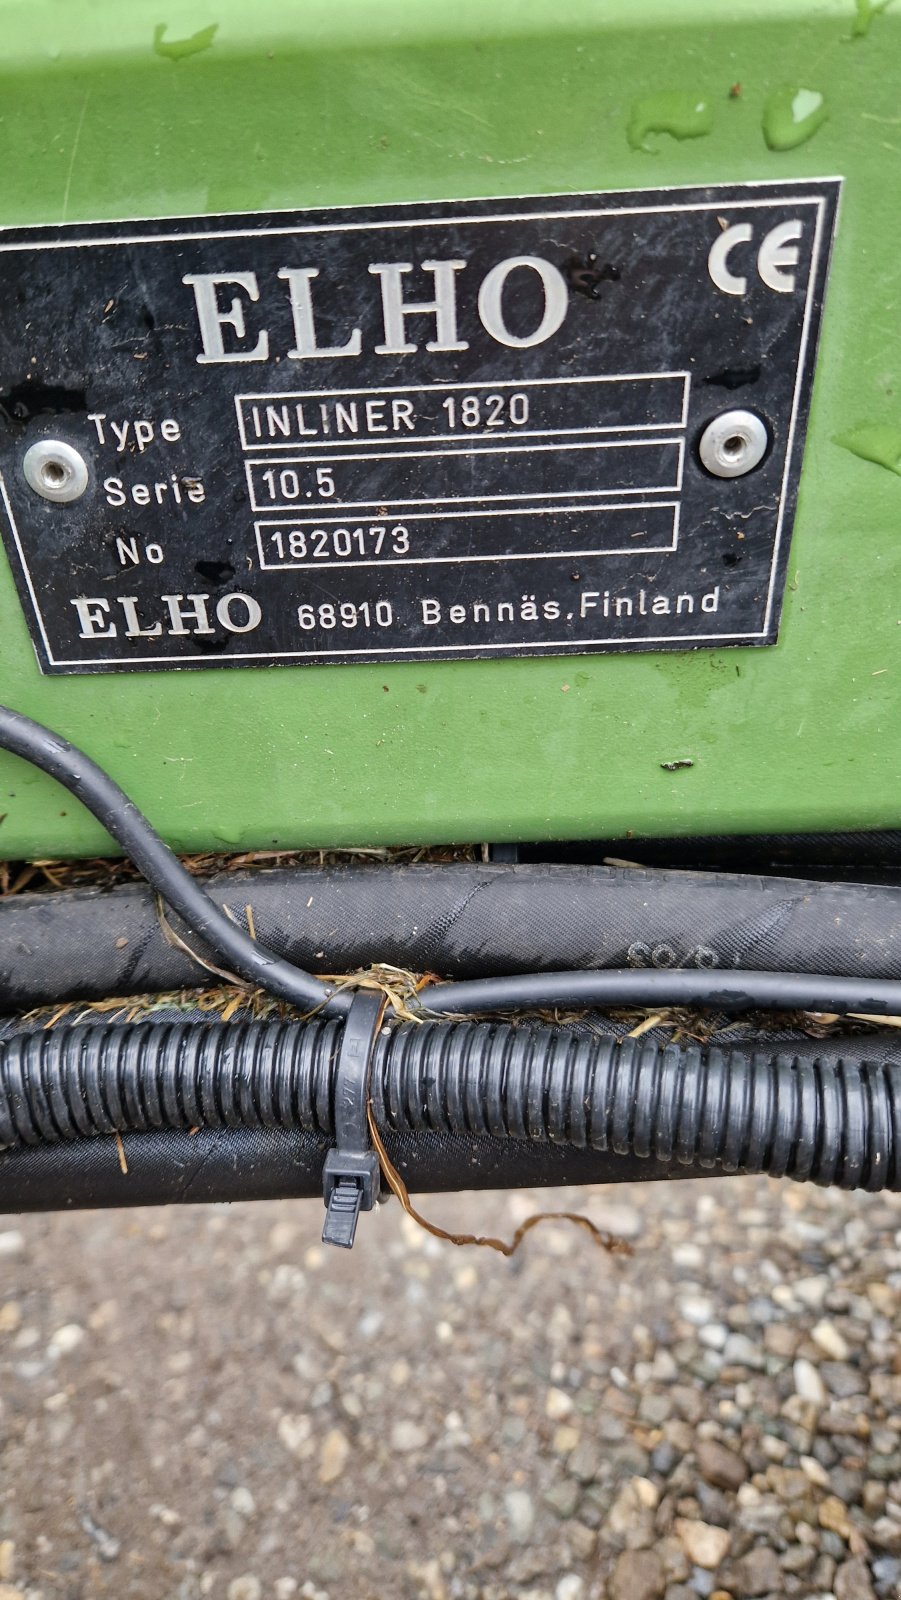 CE
ELHO
Type INLINER 1820
Serie 10.5
No 1820173
ELHO 68910 Bennäs, Finland